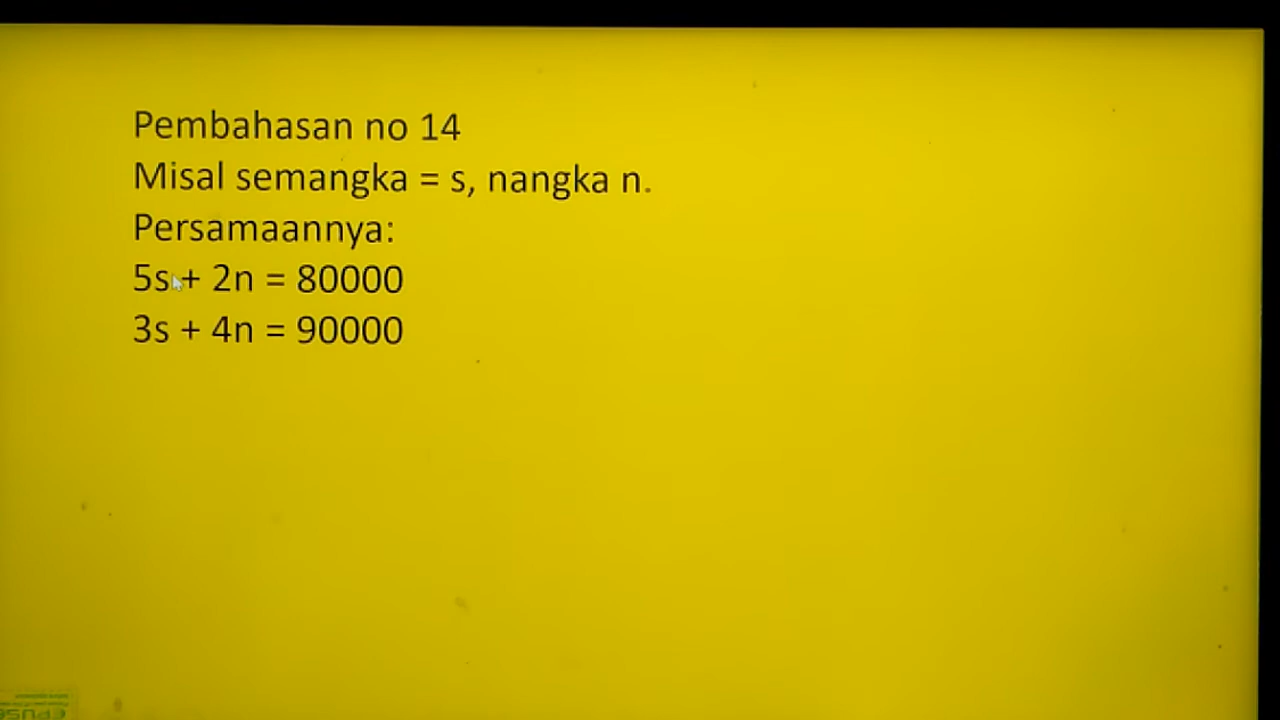 Pembahasan no 14
Misal semangka = s, nangka n.
Persamaannya:
5s + 2n = 80000
3s + 4n = 90000